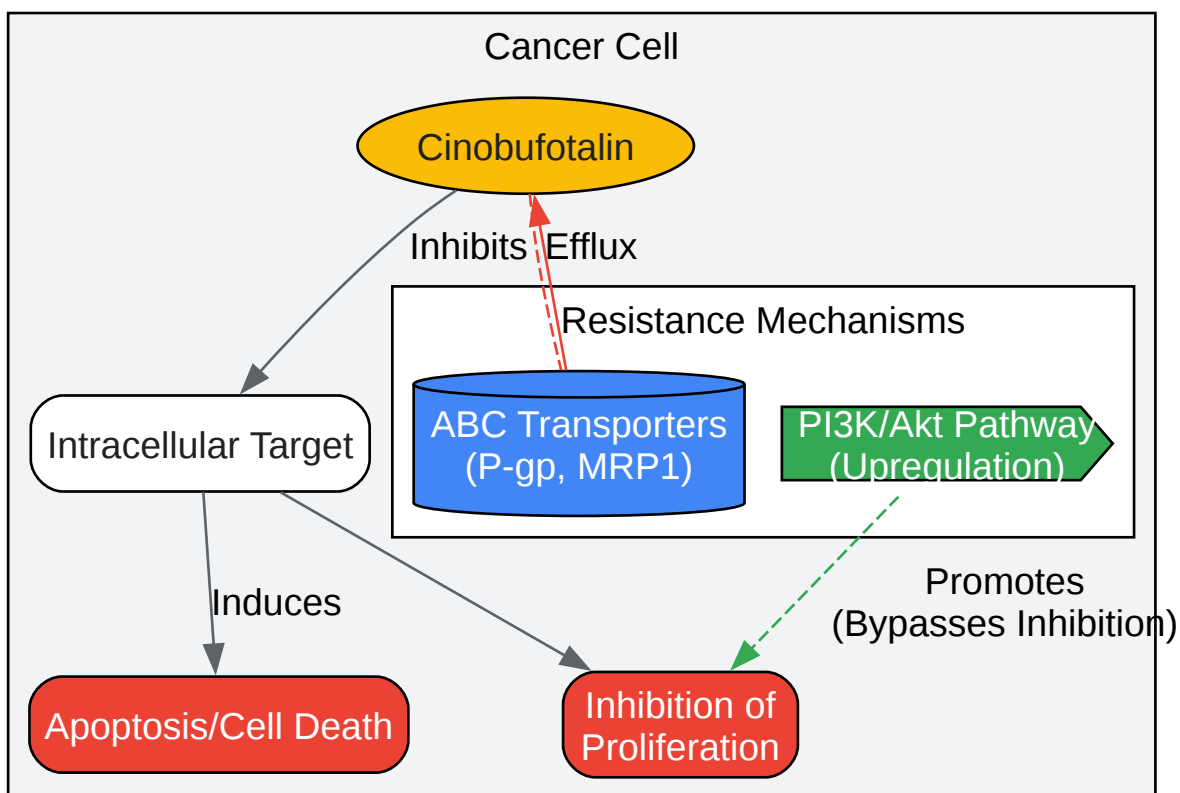 Cancer Cell
Cinobufotalin
Inhibits
Efflux
Resistance Mechanisms
Intracellular Target
ABC Transporters
(P-gp, MRP1)
PI3K/Akt Pathway
(Upregulation)
Induces
Promotes
(Bypasses Inhibition)
Apoptosis/Cell Death
Inhibition of
Proliferation